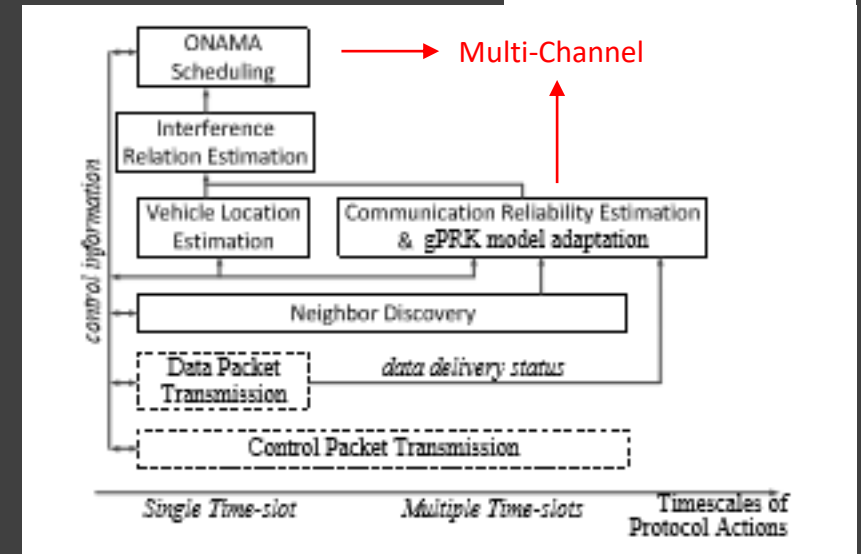 ONAMA
Scheduling
Multi-Channel
Interference
Relation Estimation
control information
Vehicle Location
Estimation
Communication Reliability Estimation
& gPRK model adaptation
Neighbor Discovery
Data Packet
Transmission
data delivery status
Control Packet Transmission
Single Time-slot
Multiple Time-slots
Timescales of
Protocol Actions